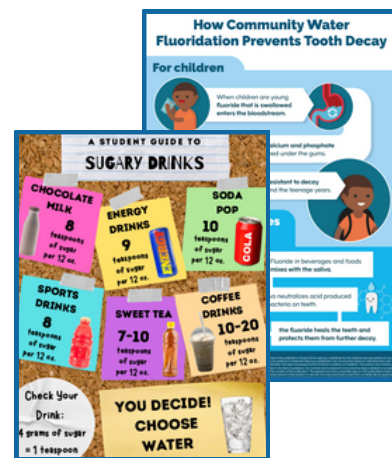 How Community Water
Fluoridation Prevents Tooth Decay
For children
When children are young
fluoride that is swallowed
enters the bloodstream.
calcium and phosphate
under the gums.
resistant to decay
and the teenage years.
Fluoride in beverages and foods
mixes with the saliva.
neutralizes acid produced
bacteria on teeth.
the fluoride heals the teeth and
protects them from further decay.
A STUDENT GUIDE TO
SUGARY DRINKS
CHOCOLATE
MILK
8
teaspoons
of sugar
per 12 oz.
ENERGY
DRINKS
9
teaspoons
of sugar
per 12 oz.
SODA
POP
10
teaspoons
of sugar
per 12 oz.
COLA
SPORTS
DRINKS
8
teaspoons
of sugar
per 12 oz.
SWEET TEA
7-10
teaspoons
of sugar
per 12 oz.
COFFEE
DRINKS
10-20
teaspoons
of sugar
per 12 oz.
Check Your
Drink:
4 grams of sugar
= 1 teaspoon
YOU DECIDE!
CHOOSE
WATER